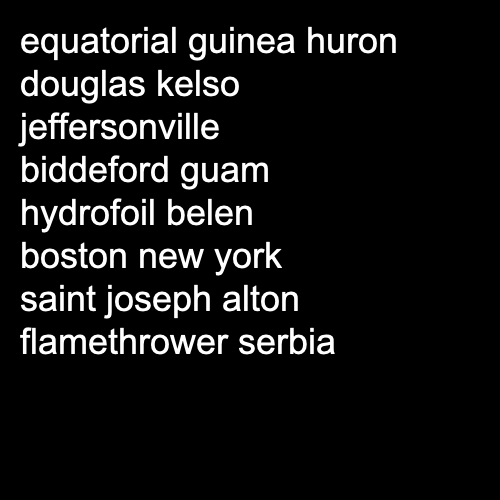 equatorial guinea huron
douglas kelso
jeffersonville
biddeford guam
hydrofoil belen
boston new york
saint joseph alton
flamethrower serbia